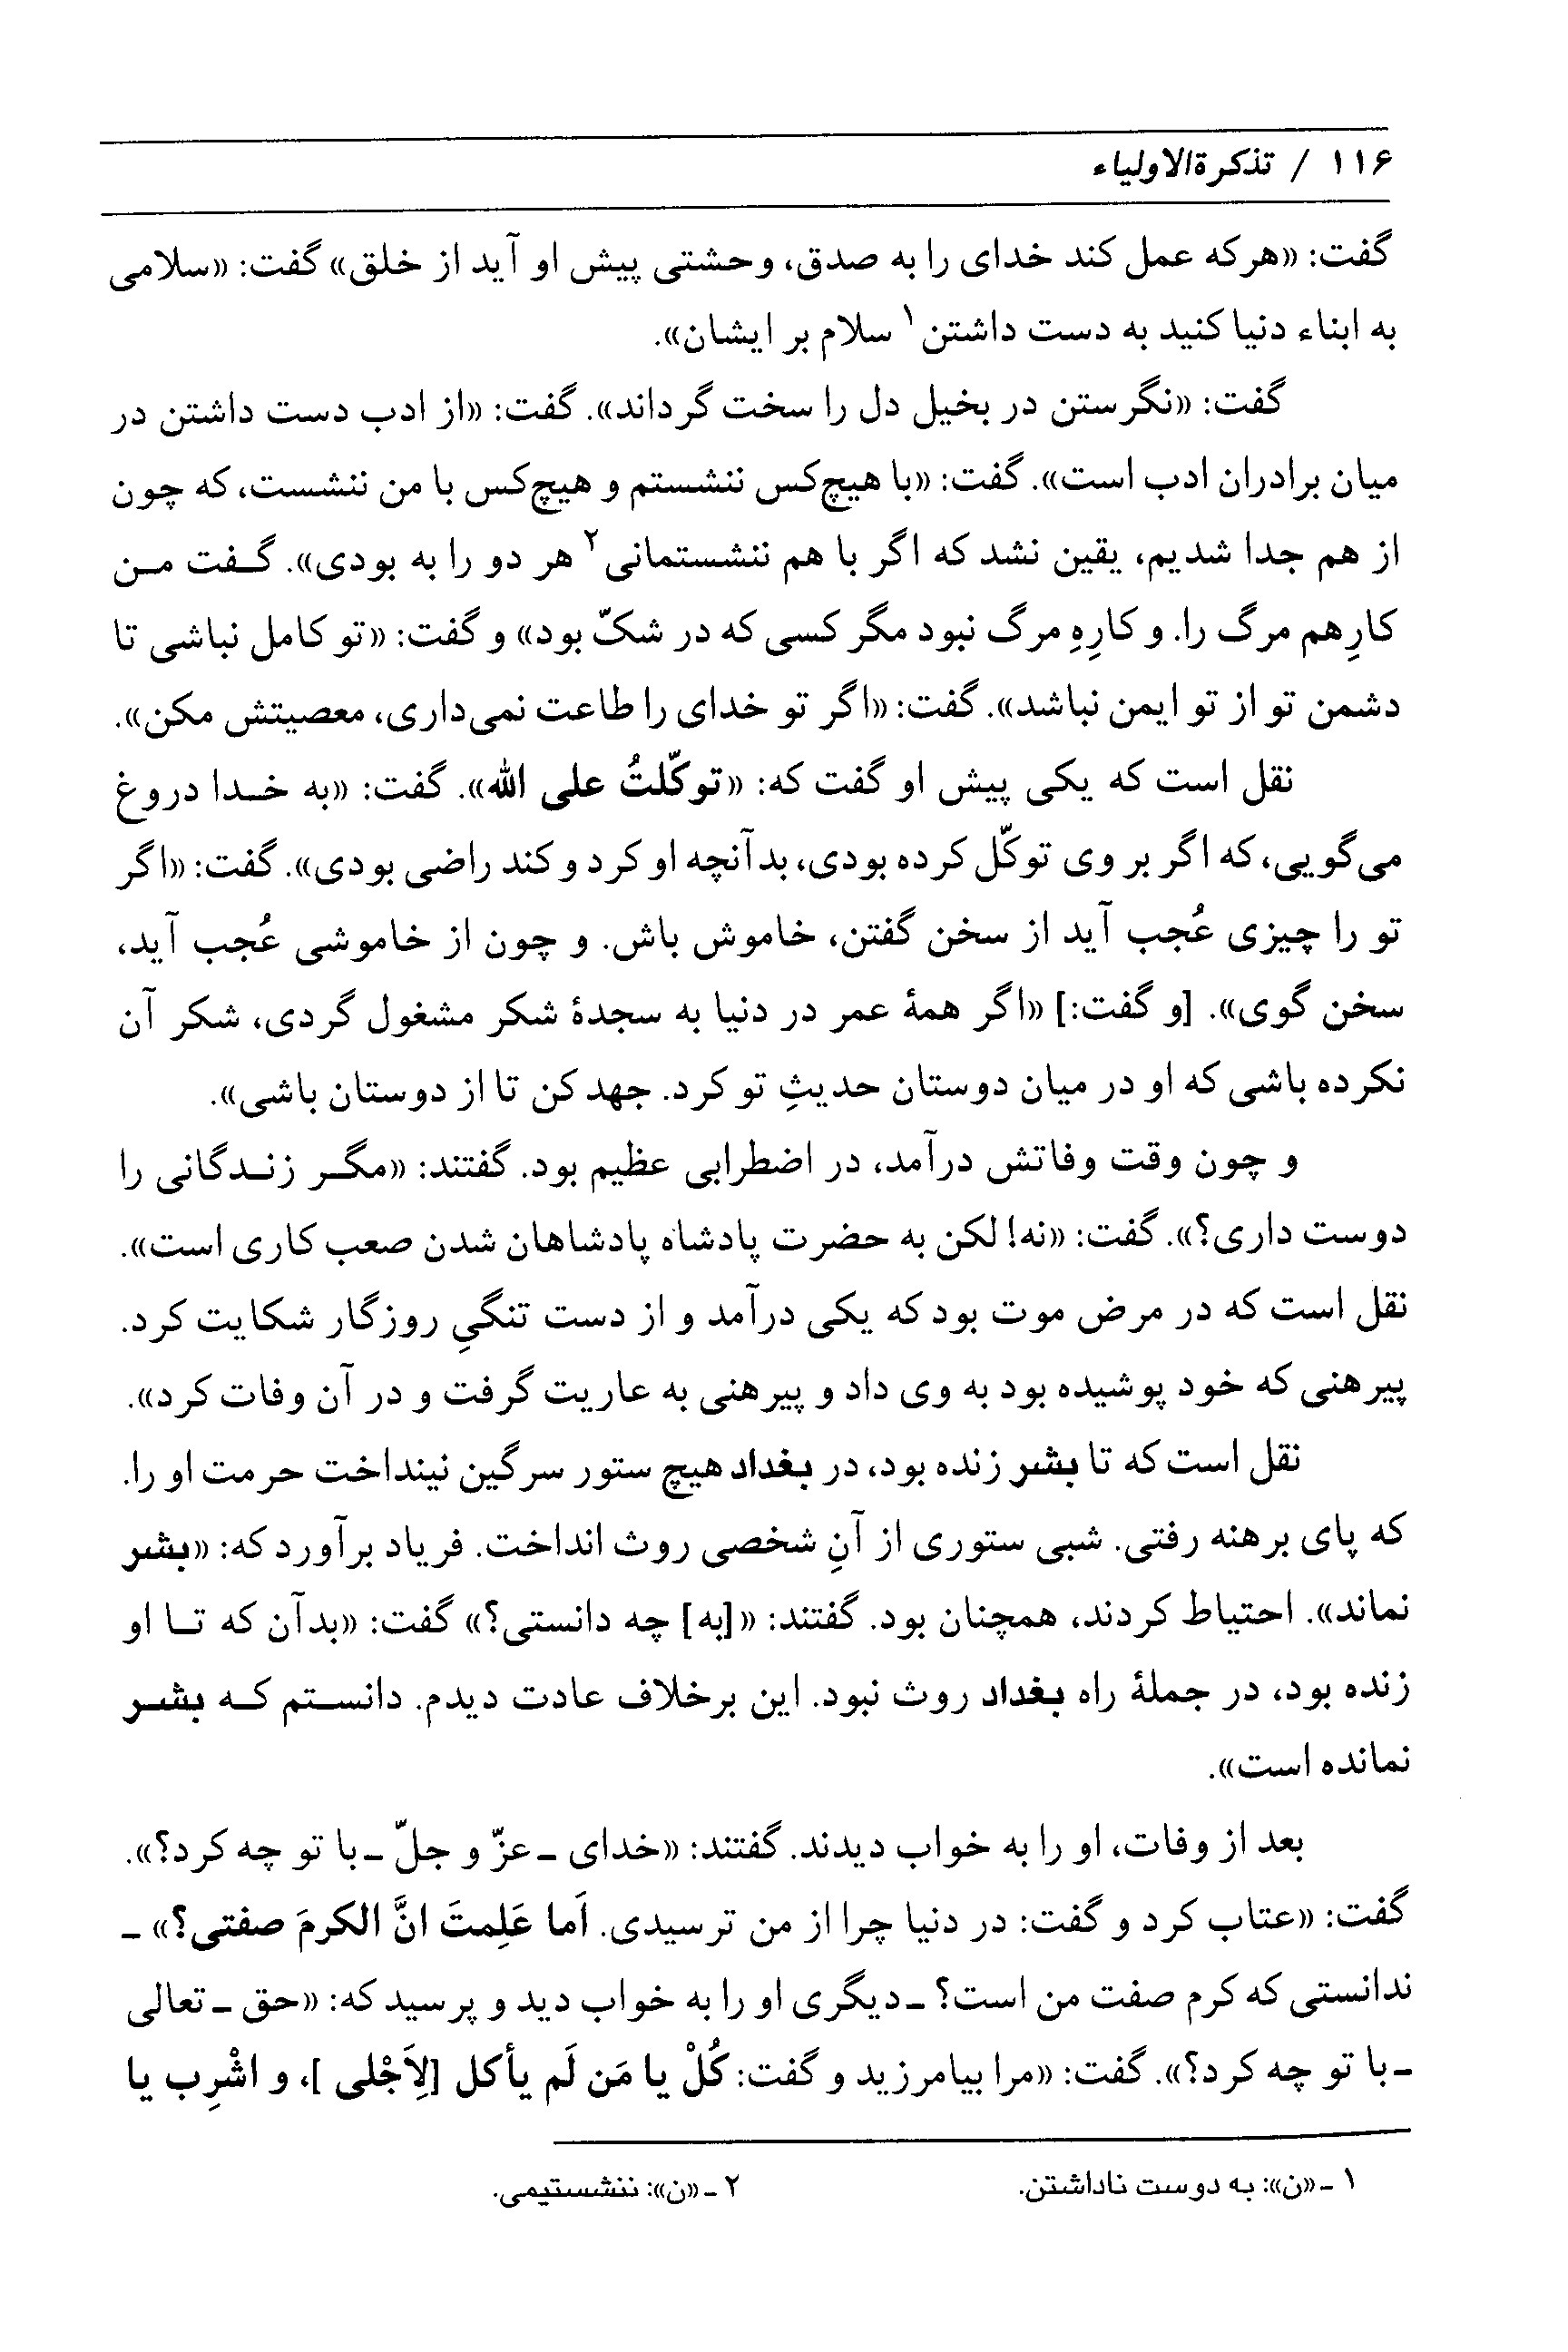 ۱۱۶ / تذکرةالاولیاء
گفت: «هرکه عمل کند خدای را به صدق، وحشتی پیش او آید از خلق» گفت: «سلامی
به ابناء دنیا کنید به دست داشتن۱ سلام بر ایشان».
گفت: «نگرستن در بخیل دل را سخت گرداند». گفت: «از ادب دست داشتن در
میان برادران ادب است». گفت: «با هیچ‌کس ننشستم و هیچ‌کس با من ننشست، که چون
از هم جدا شدیم، یقین نشد که اگر با هم ننشستمانی۲ هر دو را به بودی». گفت من
کارِهم مرگ را. و کارِهِ مرگ نبود مگر کسی که در شکّ بود» و گفت: «تو کامل نباشی تا
دشمن تو از تو ایمن نباشد». گفت: «اگر تو خدای را طاعت نمی‌داری، معصیتش مکن».
نقل است که یکی پیش او گفت که: «توکّلتُ علی الله». گفت: «به خدا دروغ
می‌گویی، که اگر بر وی توکّل کرده بودی، بدآنچه او کرد و کند راضی بودی». گفت: «اگر
تو را چیزی عُجب آید از سخن گفتن، خاموش باش. و چون از خاموشی عُجب آید،
سخن گوی». [و گفت:] «اگر همهٔ عمر در دنیا به سجدهٔ شکر مشغول گردی، شکر آن
نکرده باشی که او در میان دوستان حدیثِ تو کرد. جهد کن تا از دوستان باشی».
و چون وقت وفاتش درآمد، در اضطرابی عظیم بود. گفتند: «مگر زندگانی را
دوست داری؟». گفت: «نه! لکن به حضرت پادشاه پادشاهان شدن صعب کاری است».
نقل است که در مرض موت بود که یکی درآمد و از دست تنگیِ روزگار شکایت کرد.
پیرهنی که خود پوشیده بود به وی داد و پیرهنی به عاریت گرفت و در آن وفات کرد».
نقل است که تا بشر زنده بود، در بغداد هیچ ستور سرگین نینداخت حرمت او را.
که پای برهنه رفتی. شبی ستوری از آنِ شخصی روث انداخت. فریاد برآورد که: «بشر
نماند». احتیاط کردند، همچنان بود. گفتند: «[به] چه دانستی؟» گفت: «بدآن که تا او
زنده بود، در جملهٔ راه بغداد روث نبود. این برخلاف عادت دیدم. دانستم که بشر
نمانده است».
بعد از وفات، او را به خواب دیدند. گفتند: «خدای ـ عزّ و جلّ ـ با تو چه کرد؟».
گفت: «عتاب کرد و گفت: در دنیا چرا از من ترسیدی. اَما عَلِمتَ انَّ الکرمَ صفتی؟» ـ
ندانستی که کرم صفت من است؟ ـ دیگری او را به خواب دید و پرسید که: «حق ـ تعالی
ـ با تو چه کرد؟». گفت: «مرا بیامرزید و گفت: کُلْ یا مَن لَم یأکل [لِاَجْلی]، و اشْرِب یا
۱ ـ «ن»: به دوست ناداشتن.
۲ ـ «ن»: ننشستیمی.